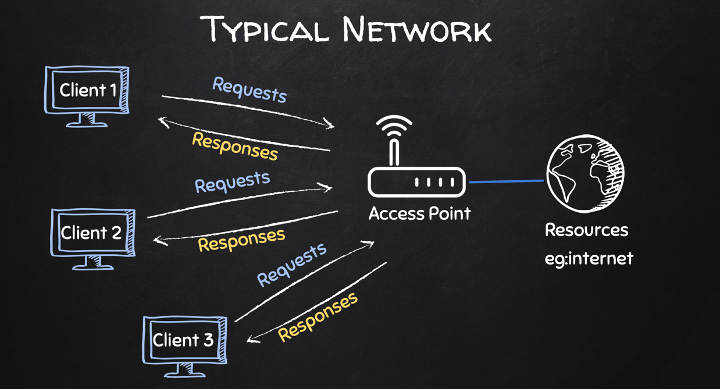 Typical Network
Client 1
Requests
Responses
Client 2
Requests
Responses
Client 3
Requests
Responses
Access Point
Resources
eg:internet